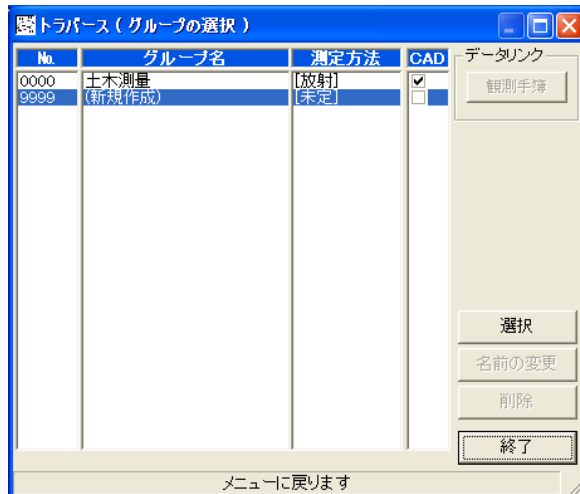 トラバース ( グループの選択 )
No. グループ名 測定方法 CAD
0000 土木測量 [放射]
9999 (新規作成) [未定]
データリンク
観測手簿
選択
名前の変更
削除
終了
メニューに戻ります